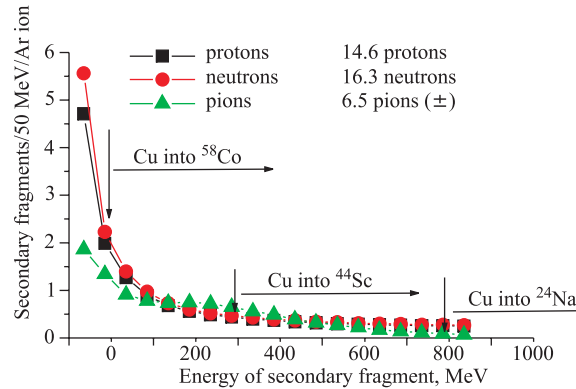 Secondary fragments/50 MeV/Ar ion
6
5
4
3
2
1
0
protons 14.6 protons
neutrons 16.3 neutrons
pions 6.5 pions (±)
Cu into ⁵⁸Co
Cu into ⁴⁴Sc
Cu into ²⁴Na
0 200 400 600 800 1000
Energy of secondary fragment, MeV